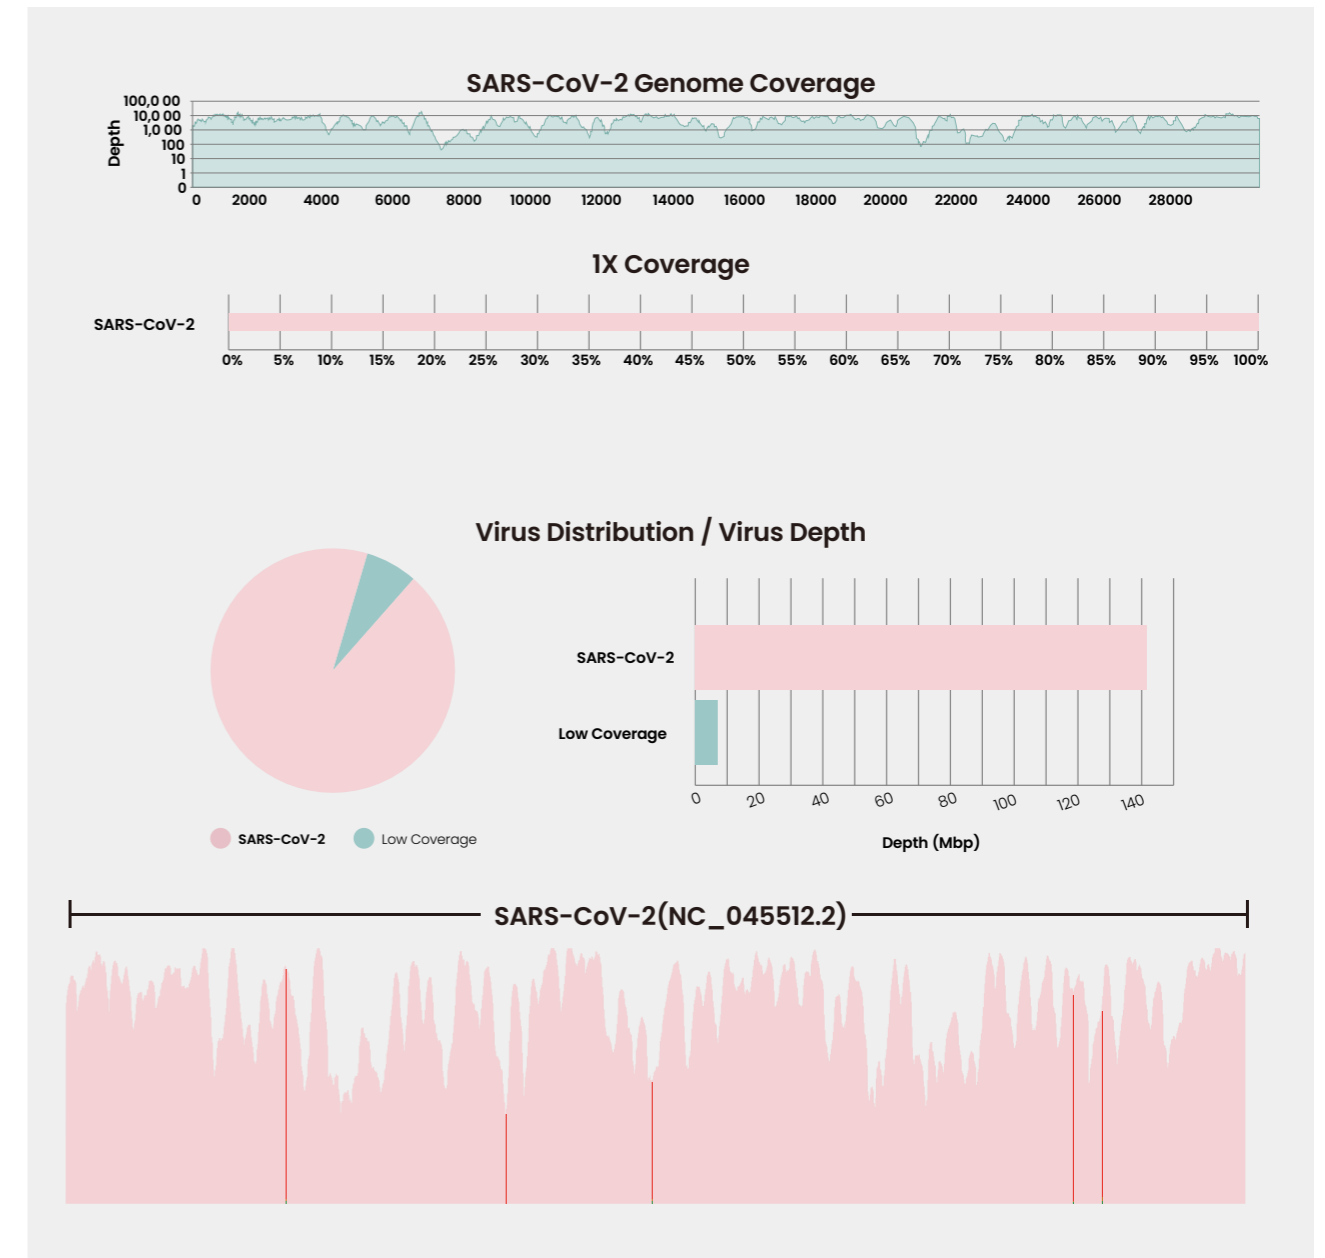 SARS-CoV-2 Genome Coverage
100,0 00
10,0 00
1,0 00
100
10
1
0
Depth
0 2000 4000 6000 8000 10000 12000 14000 16000 18000 20000 22000 24000 26000 28000
1X Coverage
SARS-CoV-2
0% 5% 10% 15% 20% 25% 30% 35% 40% 45% 50% 55% 60% 65% 70% 75% 80% 85% 90% 95% 100%
Virus Distribution / Virus Depth
SARS-CoV-2 Low Coverage
SARS-CoV-2
Low Coverage
0 20 40 60 80 100 120 140
Depth (Mbp)
SARS-CoV-2(NC_045512.2)